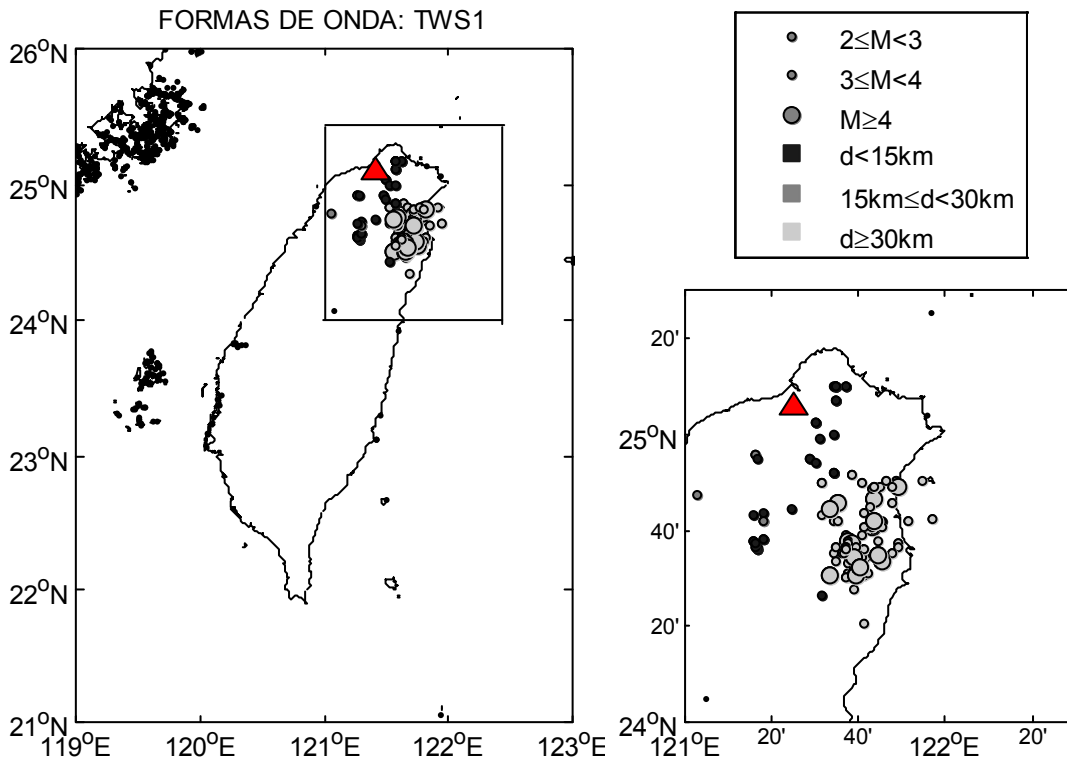 FORMAS DE ONDA: TWS1
26°N
25°N
24°N
23°N
22°N
21°N
119°E 120°E 121°E 122°E 123°E
2≤M<3
3≤M<4
M≥4
d<15km
15km≤d<30km
d≥30km
20'
25°N
40'
20'
24°N
121°E 20' 40' 122°E 20'